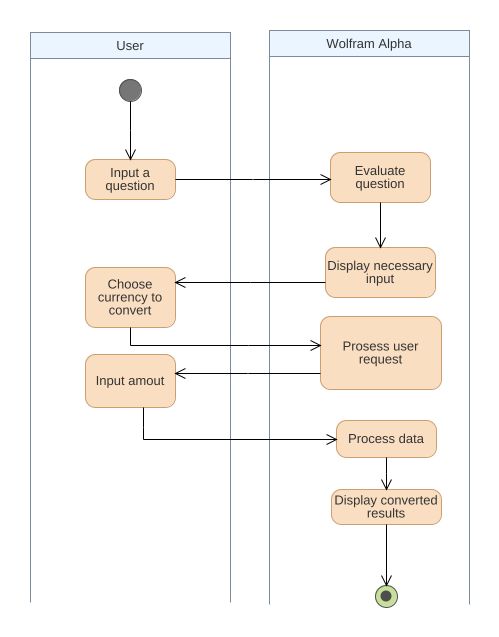 User
Wolfram Alpha
Input a
question
Evaluate
question
Display necessary
input
Choose
currency to
convert
Prosess user
request
Input amout
Process data
Display converted
results